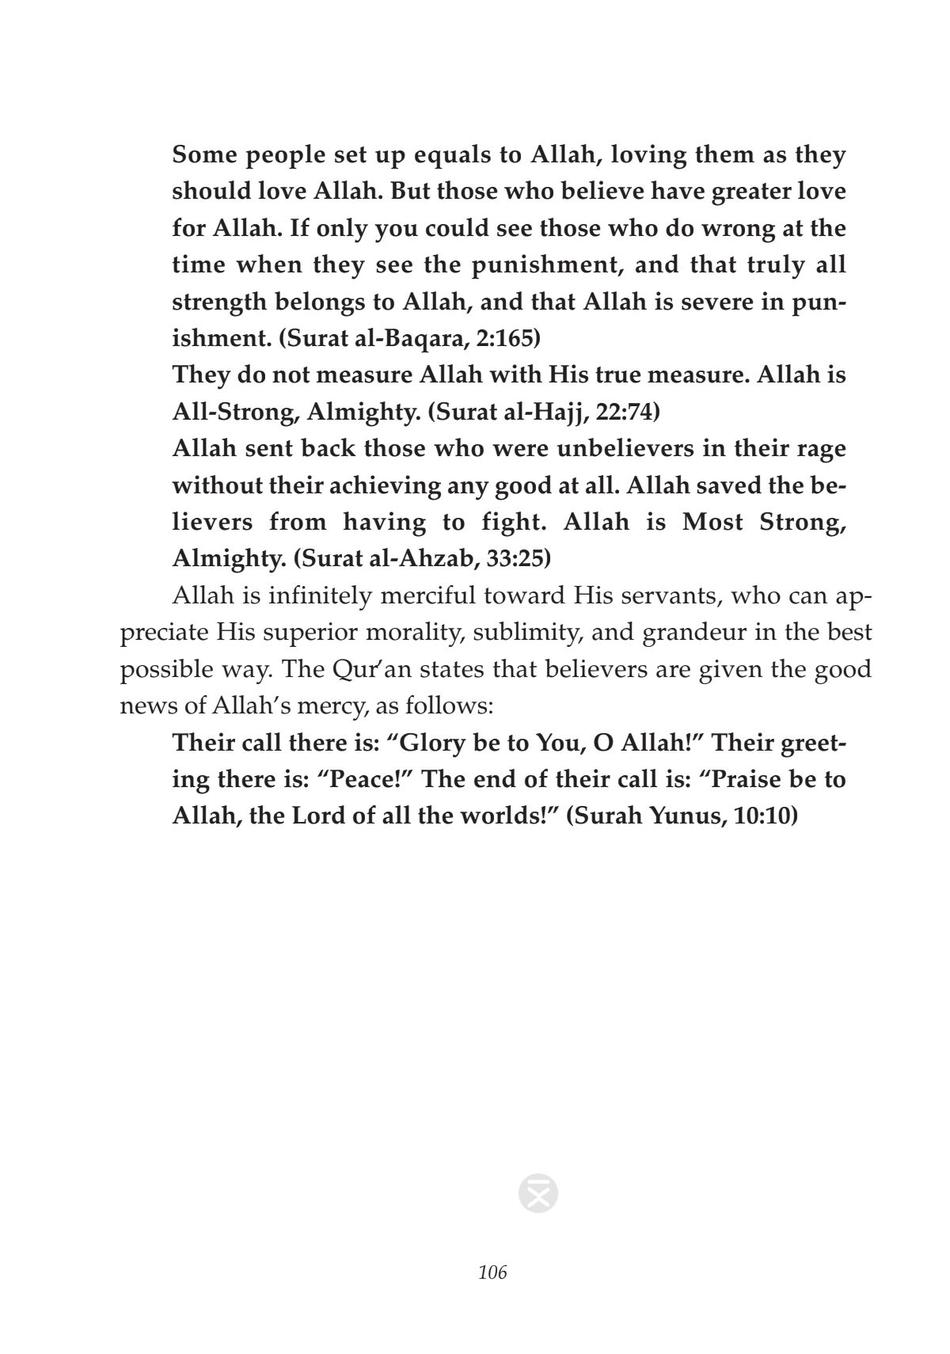 Some people set up equals to Allah, loving them as they
should love Allah. But those who believe have greater love
for Allah. If only you could see those who do wrong at the
time when they see the punishment, and that truly all
strength belongs to Allah, and that Allah is severe in pun-
ishment. (Surat al-Baqara, 2:165)
They do not measure Allah with His true measure. Allah is
All-Strong, Almighty. (Surat al-Hajj, 22:74)
Allah sent back those who were unbelievers in their rage
without their achieving any good at all. Allah saved the be-
lievers from having to fight. Allah is Most Strong,
Almighty. (Surat al-Ahzab, 33:25)
Allah is infinitely merciful toward His servants, who can ap-
preciate His superior morality, sublimity, and grandeur in the best
possible way. The Qur’an states that believers are given the good
news of Allah’s mercy, as follows:
Their call there is: “Glory be to You, O Allah!” Their greet-
ing there is: “Peace!” The end of their call is: “Praise be to
Allah, the Lord of all the worlds!” (Surah Yunus, 10:10)
106